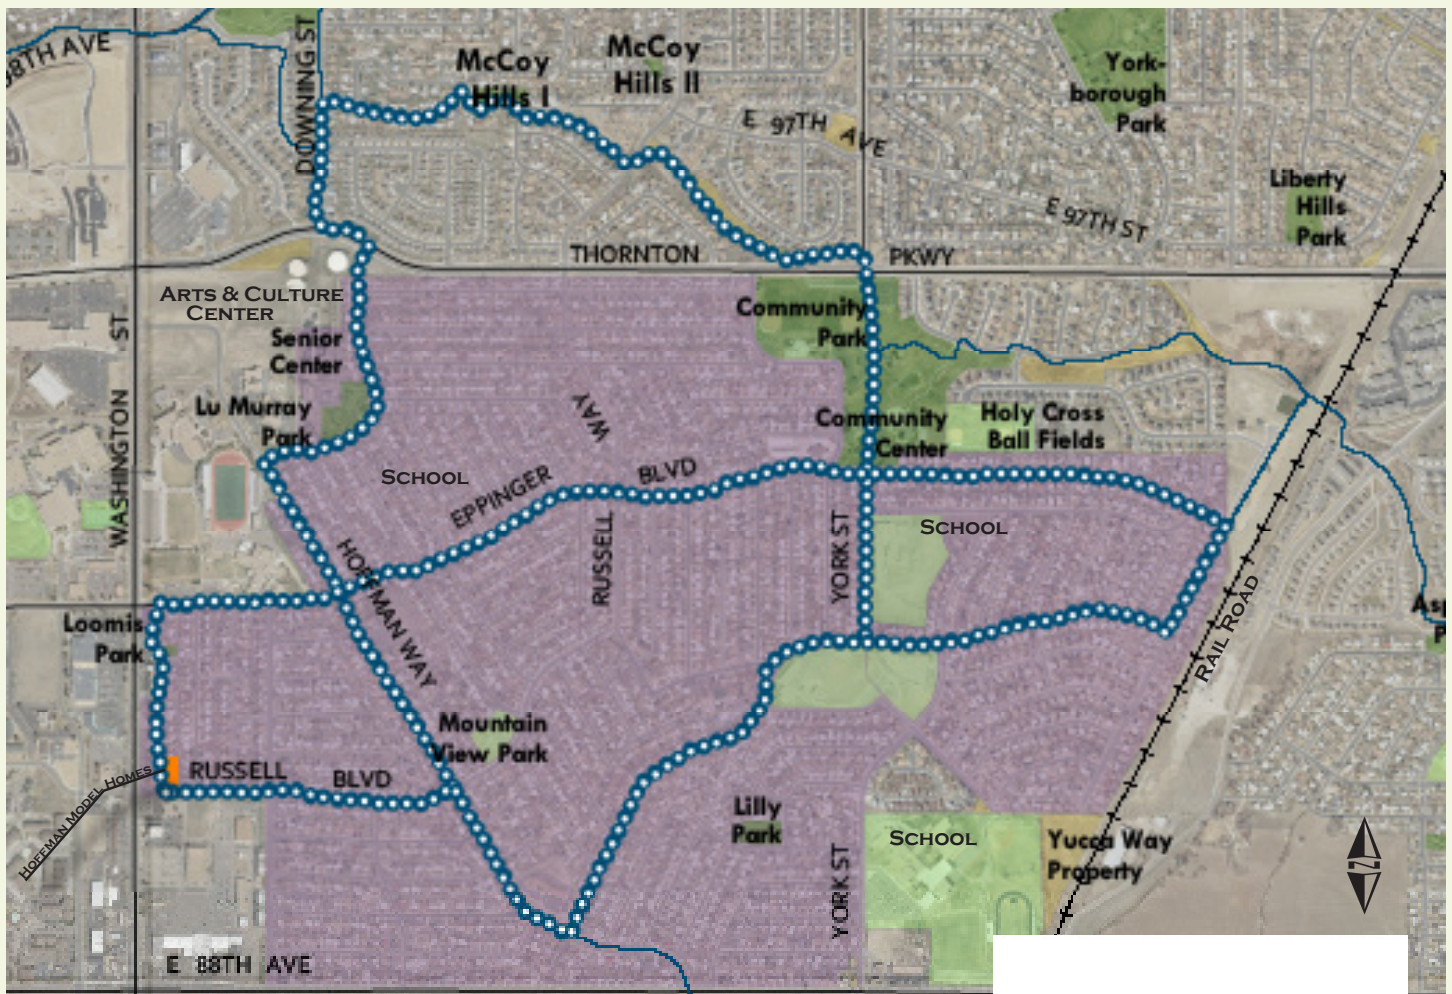 98TH AVE
DOWNING ST
McCoy
Hills I
McCoy
Hills II
York-
borough
Park
E 97TH AVE
Liberty
Hills
Park
E 97TH ST
THORNTON PKWY
Arts & Culture
Center
Senior
Center
Community
Park
WASHINGTON ST
Lu Murray
Park
WAY
Community
Center
Holy Cross
Ball Fields
School
EPPINGER BLVD
RUSSELL
YORK ST
School
HOFFMAN WAY
Loomis
Park
Rail Road
Mountain
View Park
RUSSELL BLVD
Hoffman Model Homes
Lilly
Park
School
Yucca Way
Property
YORK ST
N
E 88TH AVE